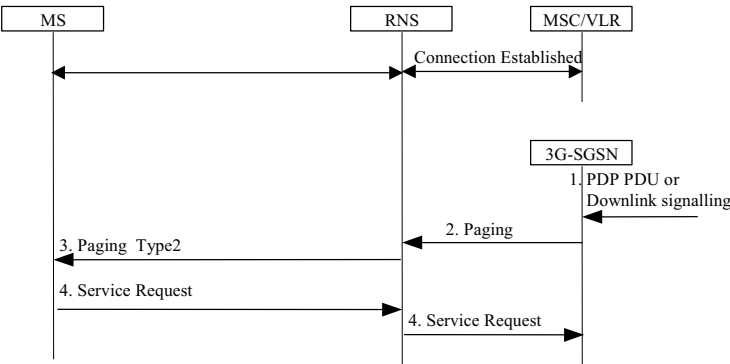 MS
RNS
MSC/VLR
Connection Established
3G-SGSN
1. PDP PDU or
Downlink signalling
2. Paging
3. Paging Type2
4. Service Request
4. Service Request